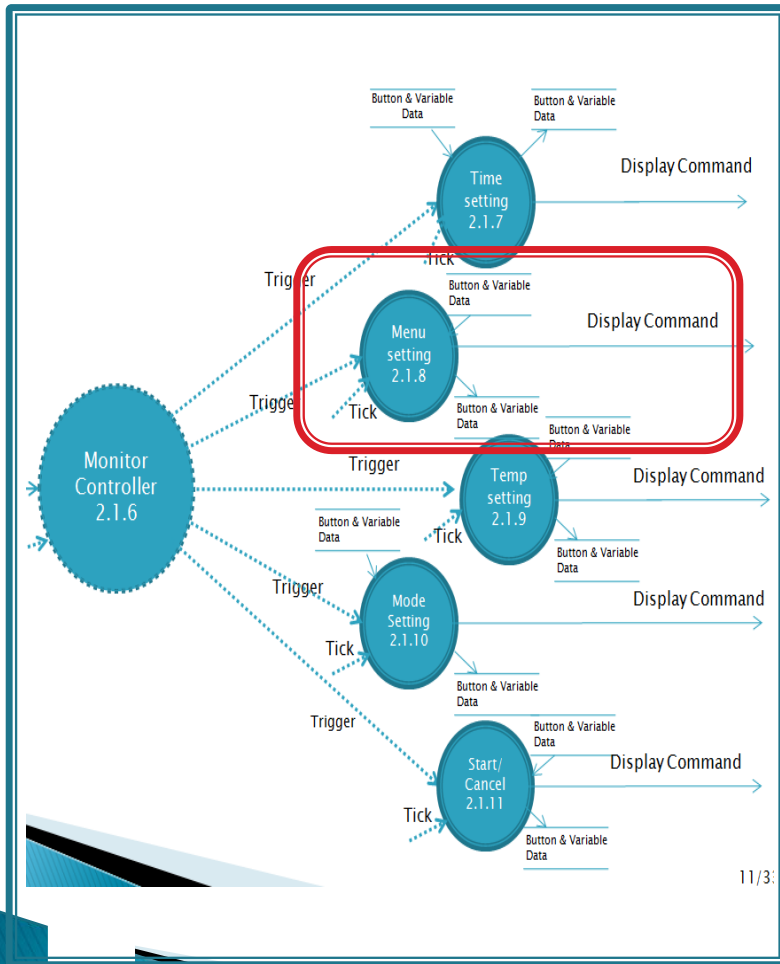 Button & Variable
Data
Button & Variable
Data
Time
setting
2.1.7
Display Command
Tick
Trigger
Button & Variable
Data
Menu
setting
2.1.8
Display Command
Trigger
Tick
Button & Variable
Data
Button & Variable
Data
Monitor
Controller
2.1.6
Trigger
Temp
setting
2.1.9
Display Command
Button & Variable
Data
Tick
Button & Variable
Data
Trigger
Mode
Setting
2.1.10
Display Command
Tick
Button & Variable
Data
Trigger
Button & Variable
Data
Start/
Cancel
2.1.11
Display Command
Tick
Button & Variable
Data